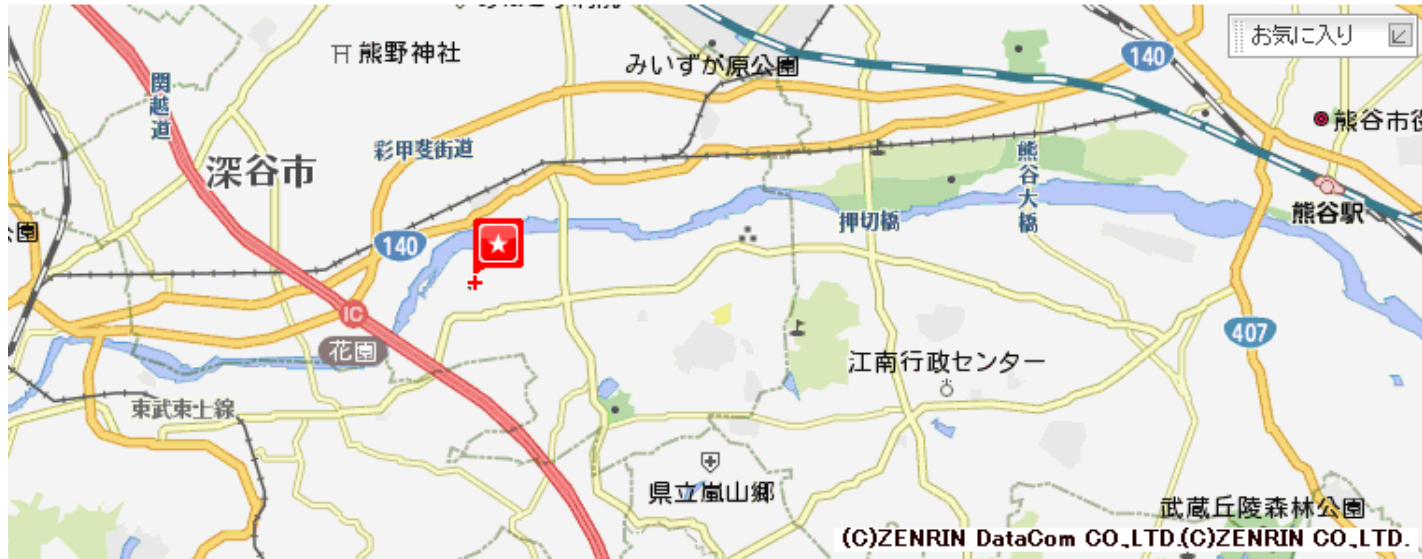 お気に入り
140
熊野神社
みいずが原公園
関越道
熊谷市役
彩甲斐街道
深谷市
熊谷大橋
押切橋
熊谷駅
公園
140
IC
花園
407
江南行政センター
東武東上線
県立嵐山郷
武蔵丘陵森林公園
(C)ZENRIN DataCom CO.,LTD.(C)ZENRIN CO.,LTD.